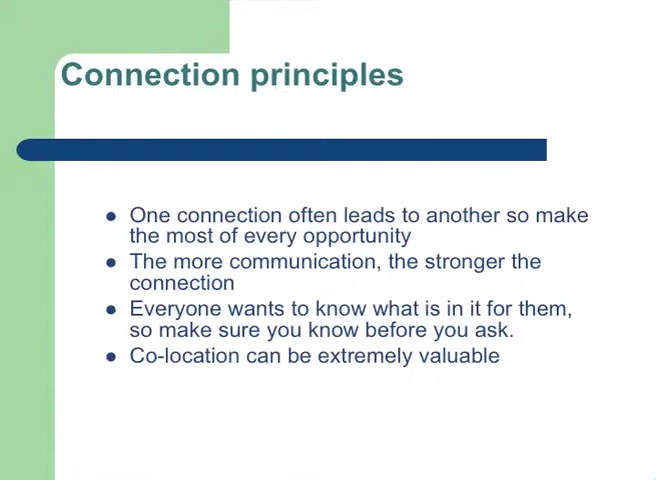 Connection principles
● One connection often leads to another so make
the most of every opportunity
● The more communication, the stronger the
connection
● Everyone wants to know what is in it for them,
so make sure you know before you ask.
● Co-location can be extremely valuable